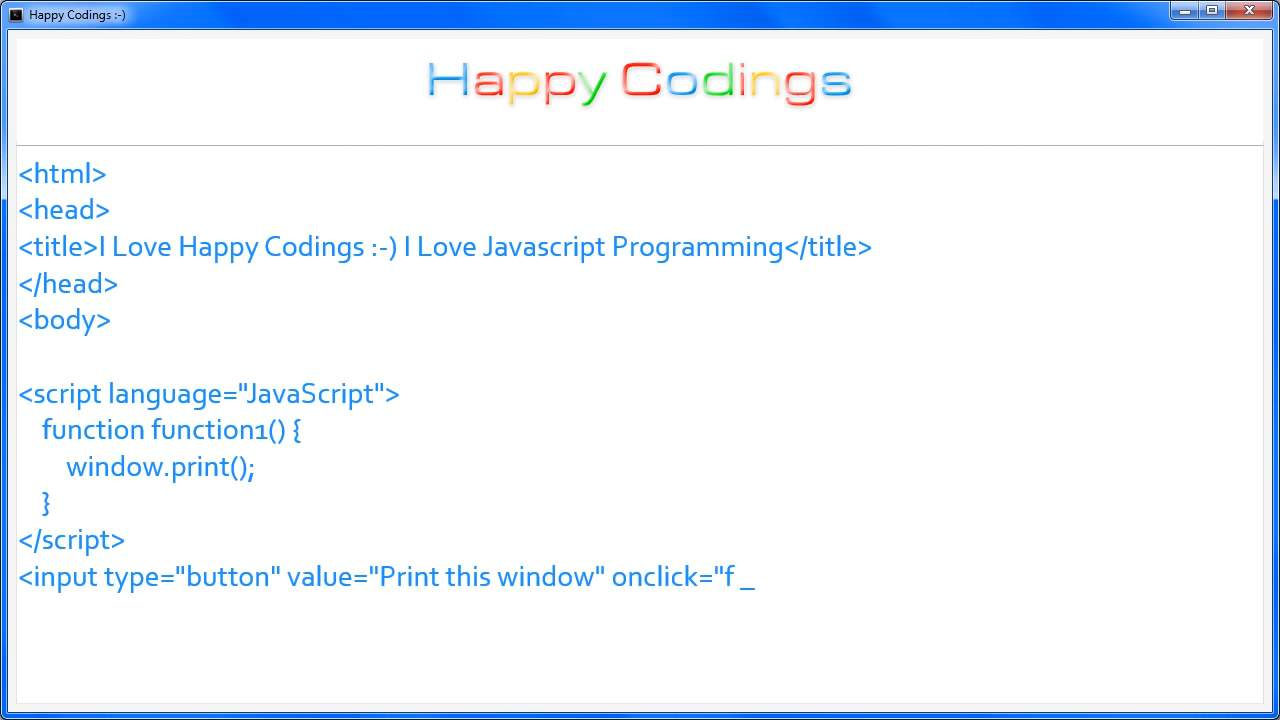 Happy Codings :-)
Happy Codings
<html>
<head>
<title>I Love Happy Codings :-) I Love Javascript Programming</title>
</head>
<body>
<script language="JavaScript">
function function1() {
window.print();
}
</script>
<input type="button" value="Print this window" onclick="f _